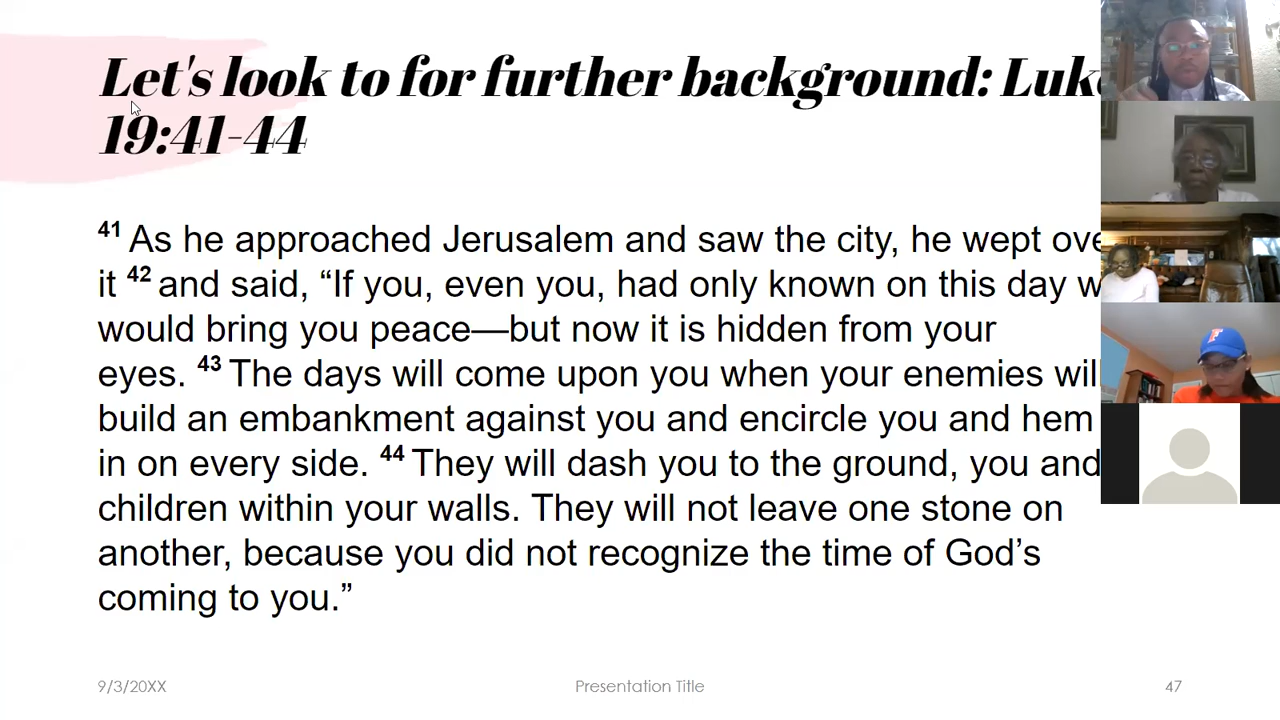 Let's look to for further background: Luke
19:41-44
41 As he approached Jerusalem and saw the city, he wept over
it 42 and said, “If you, even you, had only known on this day
would bring you peace—but now it is hidden from your
eyes. 43 The days will come upon you when your enemies will
build an embankment against you and encircle you and hem
in on every side. 44 They will dash you to the ground, you and
children within your walls. They will not leave one stone on
another, because you did not recognize the time of God’s
coming to you.”
9/3/20XX
Presentation Title
47